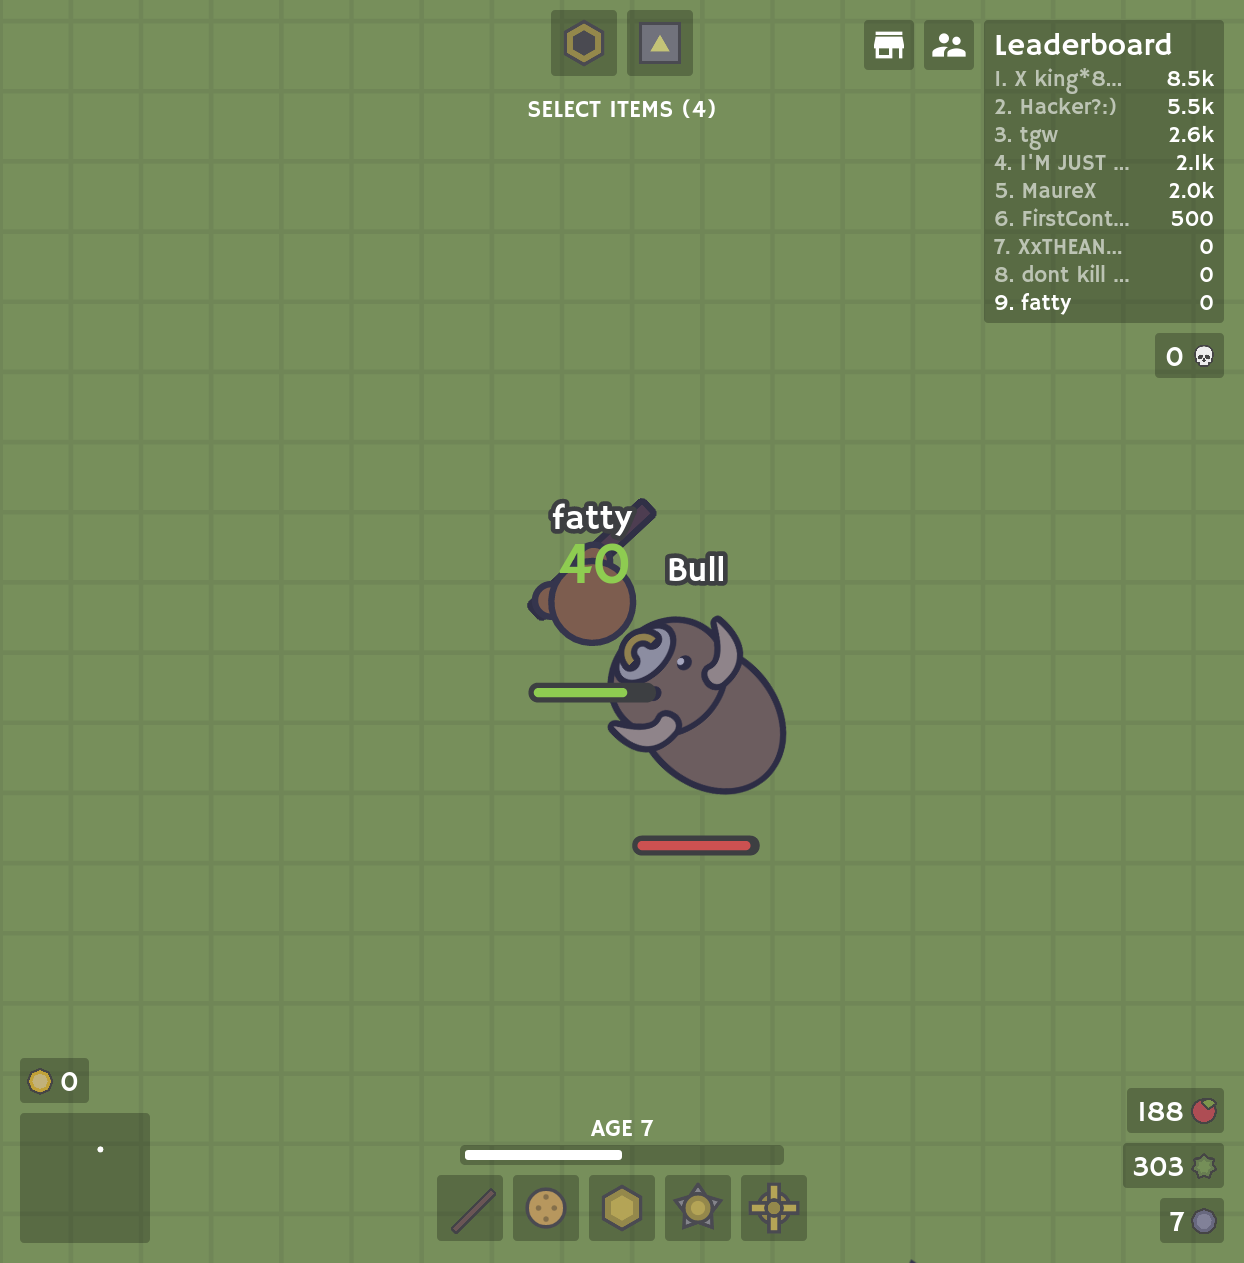 SELECT ITEMS (4)
Leaderboard
1. X king*8... 8.5k
2. Hacker?:) 5.5k
3. tgw 2.6k
4. I'M JUST ... 2.1k
5. MaureX 2.0k
6. FirstCont... 500
7. XxTHEAN... 0
8. dont kill ... 0
9. fatty 0
0
fatty
40
Bull
0
AGE 7
188
303
7